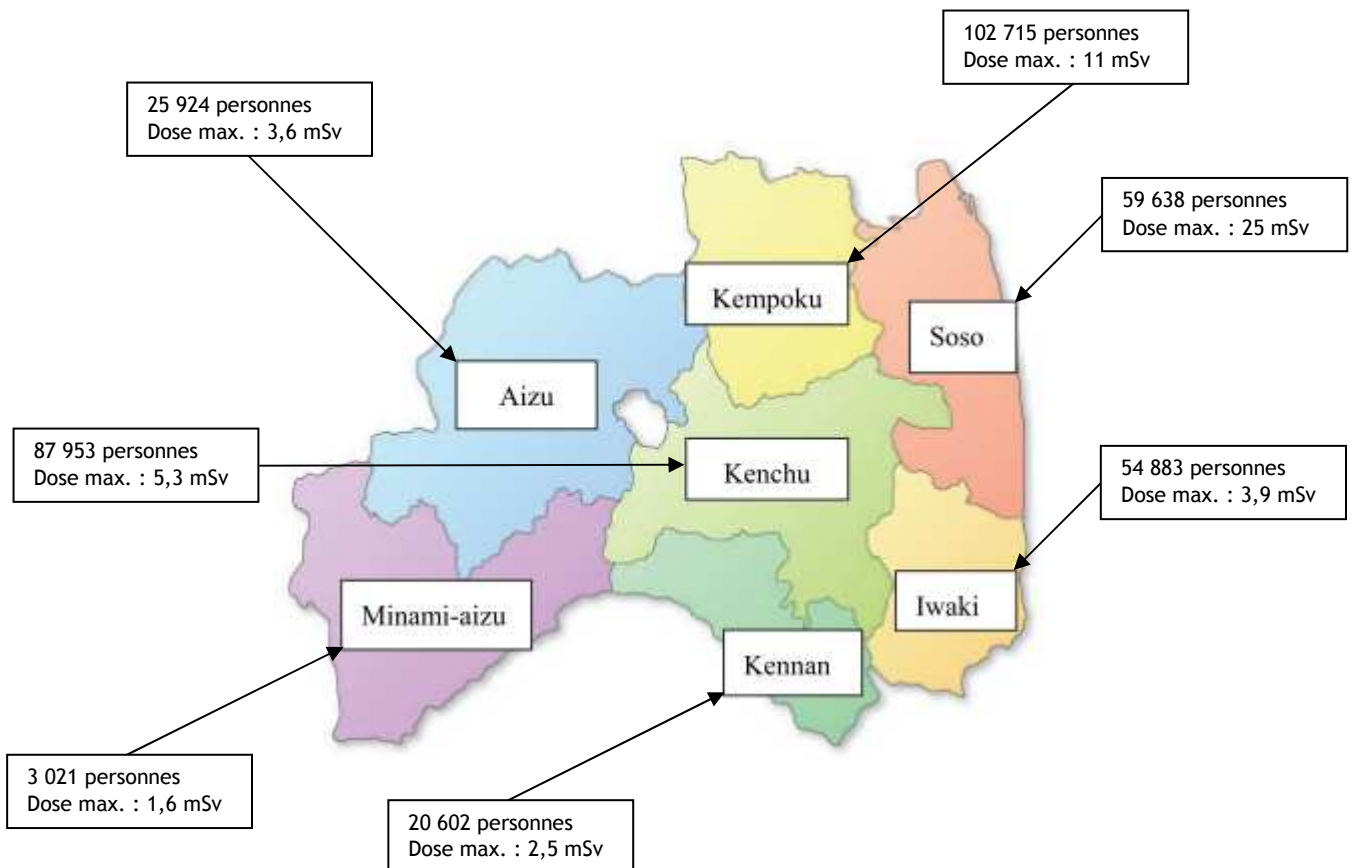 102 715 personnes
Dose max. : 11 mSv
25 924 personnes
Dose max. : 3,6 mSv
59 638 personnes
Dose max. : 25 mSv
Kempoku
Soso
Aizu
87 953 personnes
Dose max. : 5,3 mSv
Kenchu
54 883 personnes
Dose max. : 3,9 mSv
Minami-aizu
Iwaki
Kennan
3 021 personnes
Dose max. : 1,6 mSv
20 602 personnes
Dose max. : 2,5 mSv